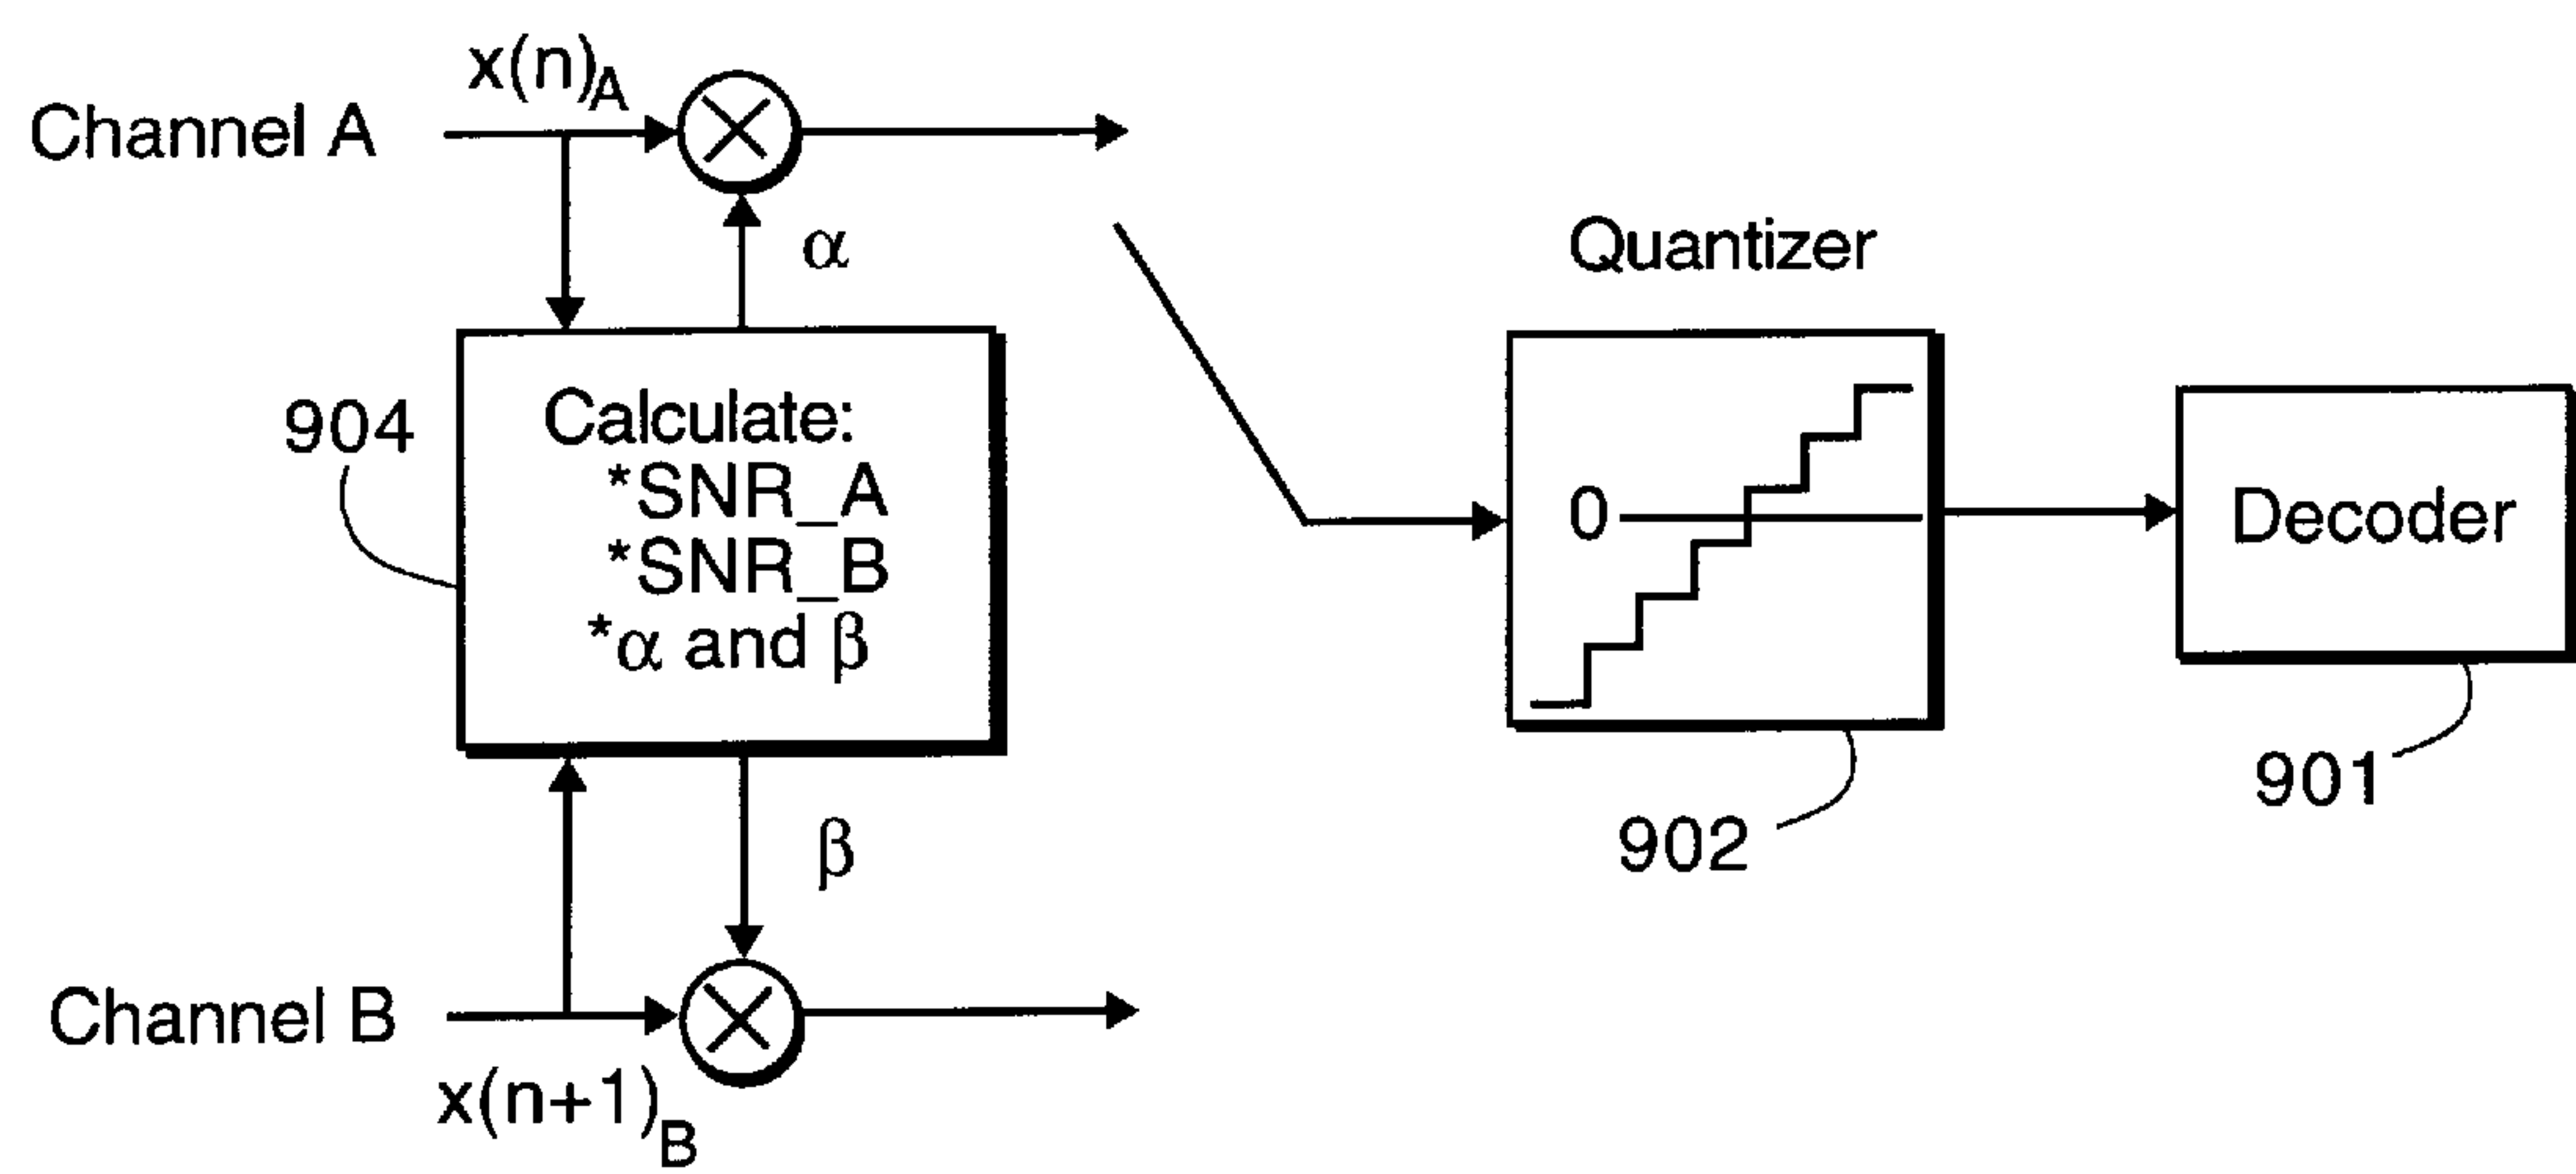 x(n)A
Channel A
α
Quantizer
904
Calculate:
*SNR_A
*SNR_B
*α and β
0
Decoder
901
902
β
Channel B
x(n+1)B